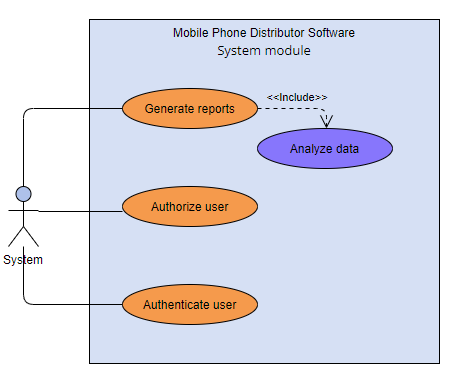 Mobile Phone Distributor Software
System module
Generate reports
<<Include>>
Analyze data
Authorize user
System
Authenticate user